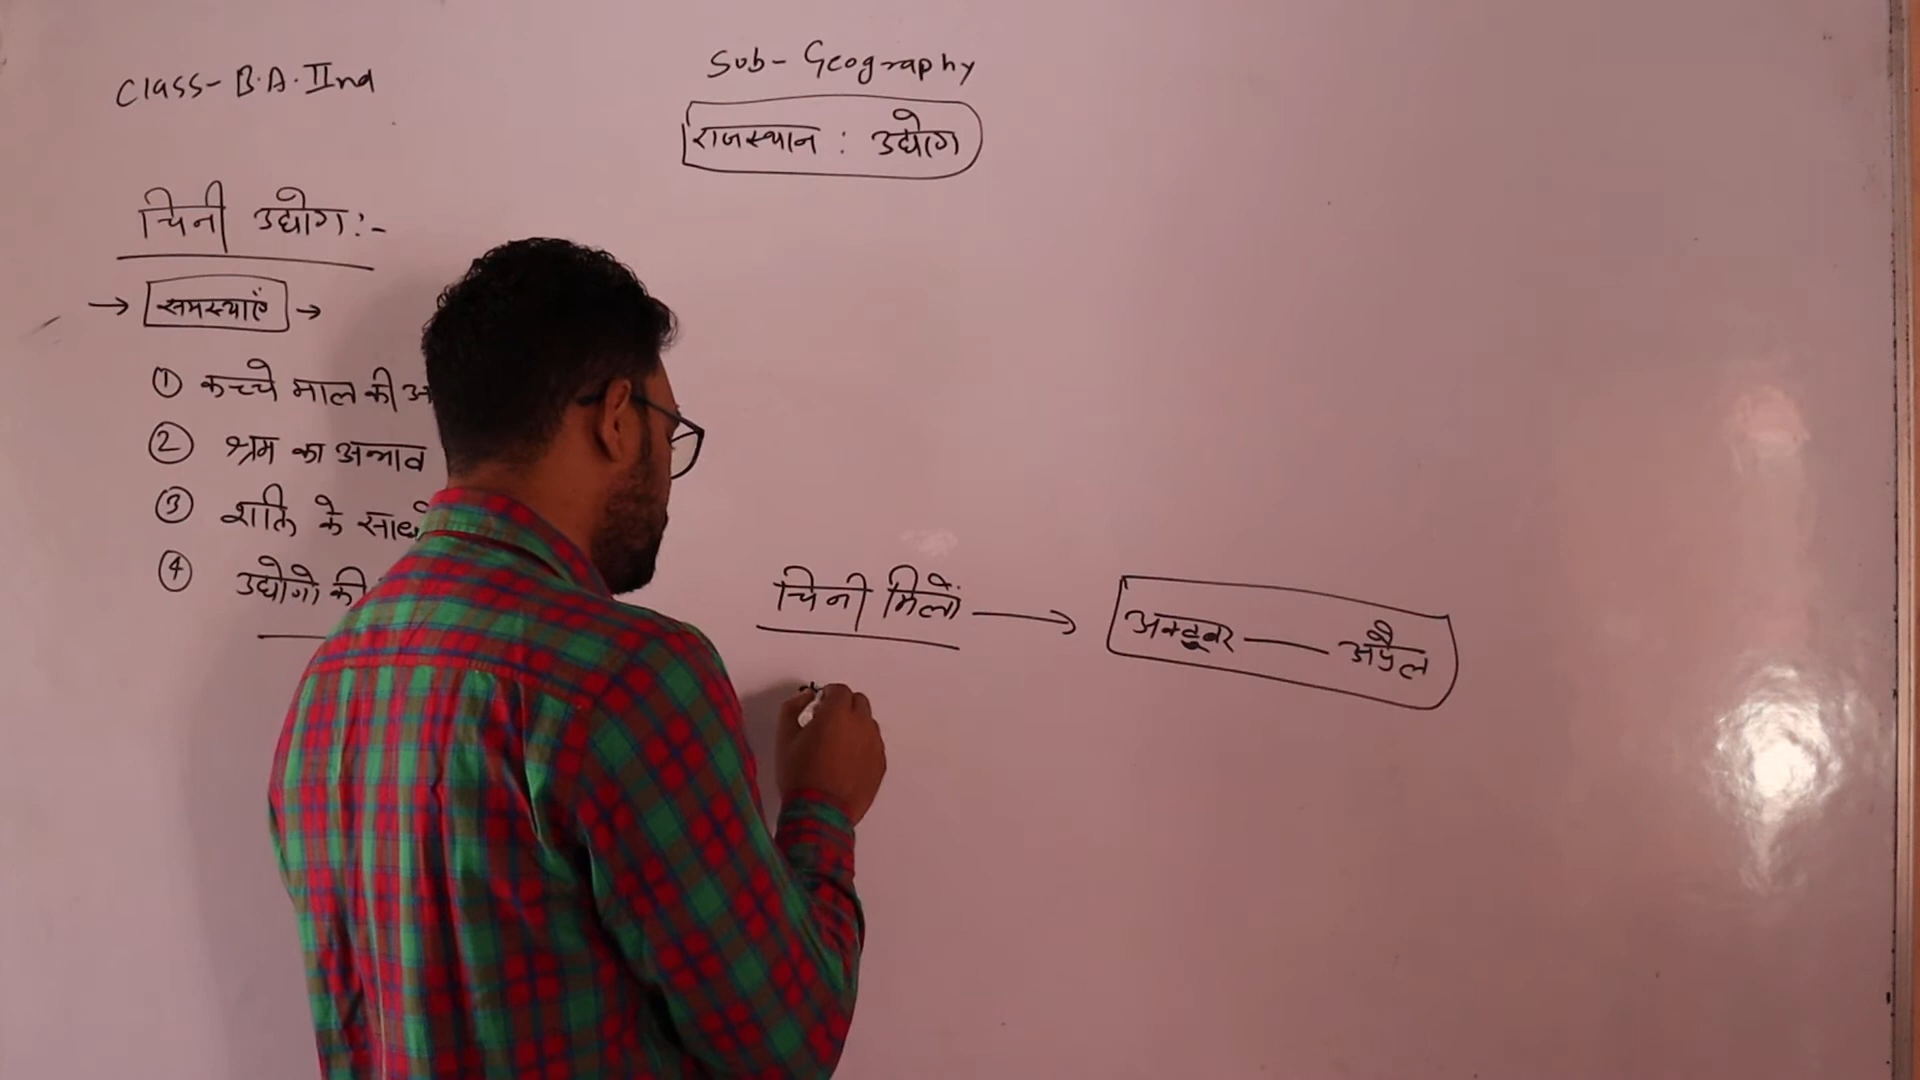 Class- B.A. IInd
Sub- Geography
राजस्थान : उद्योग
चिनी उद्योग:-
→ समस्याएं →
① कच्चे माल की
② श्रम का अभाव
③ शक्ति के
④ उद्योगो की
चिनी मिलों → अक्टूबर — अप्रैल